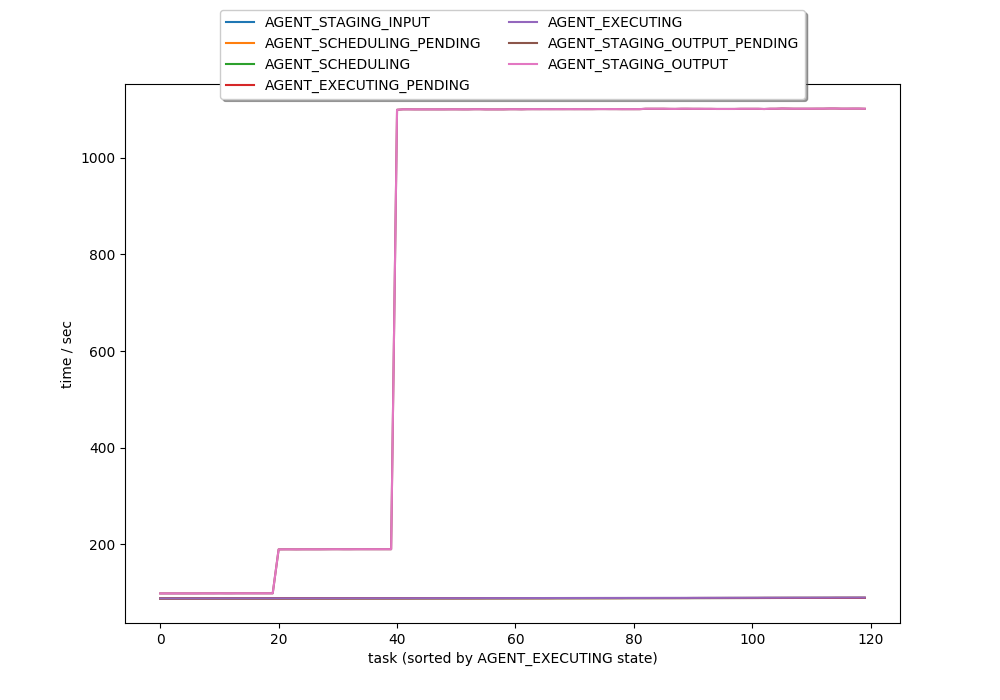 AGENT_STAGING_INPUT
AGENT_SCHEDULING_PENDING
AGENT_SCHEDULING
AGENT_EXECUTING_PENDING
AGENT_EXECUTING
AGENT_STAGING_OUTPUT_PENDING
AGENT_STAGING_OUTPUT
1000
800
600
400
200
time / sec
0 20 40 60 80 100 120
task (sorted by AGENT_EXECUTING state)